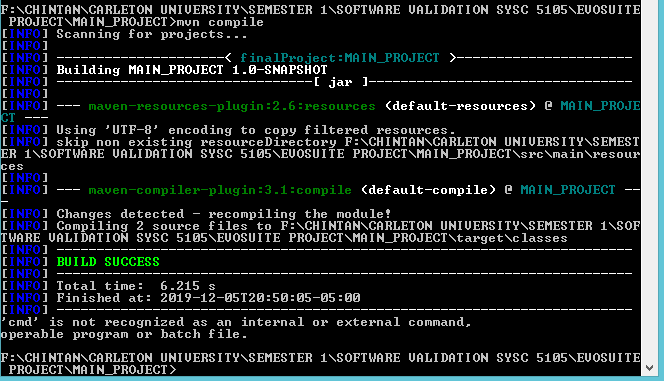 F:\CHINTAN\CARLETON UNIVERSITY\SEMESTER 1\SOFTWARE VALIDATION SYSC 5105\EVOSUITE
 PROJECT\MAIN_PROJECT>mvn compile
[INFO] Scanning for projects...
[INFO]
[INFO] ----------------------< finalProject:MAIN_PROJECT >----------------------
[INFO] Building MAIN_PROJECT 1.0-SNAPSHOT
[INFO] --------------------------------[ jar ]---------------------------------
[INFO]
[INFO] --- maven-resources-plugin:2.6:resources (default-resources) @ MAIN_PROJE
CT ---
[INFO] Using 'UTF-8' encoding to copy filtered resources.
[INFO] skip non existing resourceDirectory F:\CHINTAN\CARLETON UNIVERSITY\SEMEST
ER 1\SOFTWARE VALIDATION SYSC 5105\EVOSUITE PROJECT\MAIN_PROJECT\src\main\resour
ces
[INFO]
[INFO] --- maven-compiler-plugin:3.1:compile (default-compile) @ MAIN_PROJECT --
-
[INFO] Changes detected - recompiling the module!
[INFO] Compiling 2 source files to F:\CHINTAN\CARLETON UNIVERSITY\SEMESTER 1\SOF
TWARE VALIDATION SYSC 5105\EVOSUITE PROJECT\MAIN_PROJECT\target\classes
[INFO] ------------------------------------------------------------------------
[INFO] BUILD SUCCESS
[INFO] ------------------------------------------------------------------------
[INFO] Total time:  6.215 s
[INFO] Finished at: 2019-12-05T20:50:05-05:00
[INFO] ------------------------------------------------------------------------
'cmd' is not recognized as an internal or external command,
operable program or batch file.

F:\CHINTAN\CARLETON UNIVERSITY\SEMESTER 1\SOFTWARE VALIDATION SYSC 5105\EVOSUITE
 PROJECT\MAIN_PROJECT>